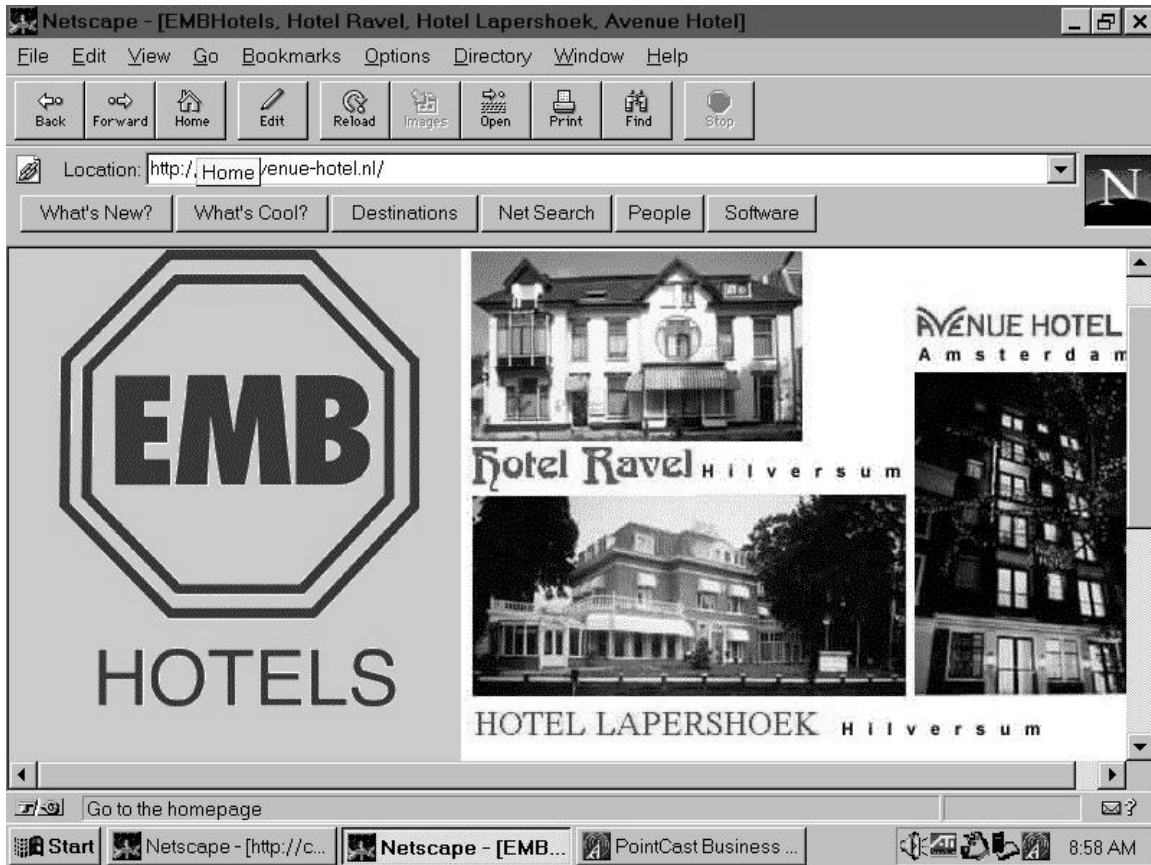 Netscape - [EMBHotels, Hotel Ravel, Hotel Lapershoek, Avenue Hotel]
File Edit View Go Bookmarks Options Directory Window Help
Back Forward Home Edit Reload Images Open Print Find Stop
Location: http:/ Home venue-hotel.nl/
N
What's New? What's Cool? Destinations Net Search People Software
EMB
HOTELS
Hotel Ravel Hilversum
AVENUE HOTEL
Amsterdam
HOTEL LAPERSHOEK Hilversum
Go to the homepage
Start Netscape - [http://c... Netscape - [EMB... PointCast Business ... 8:58 AM